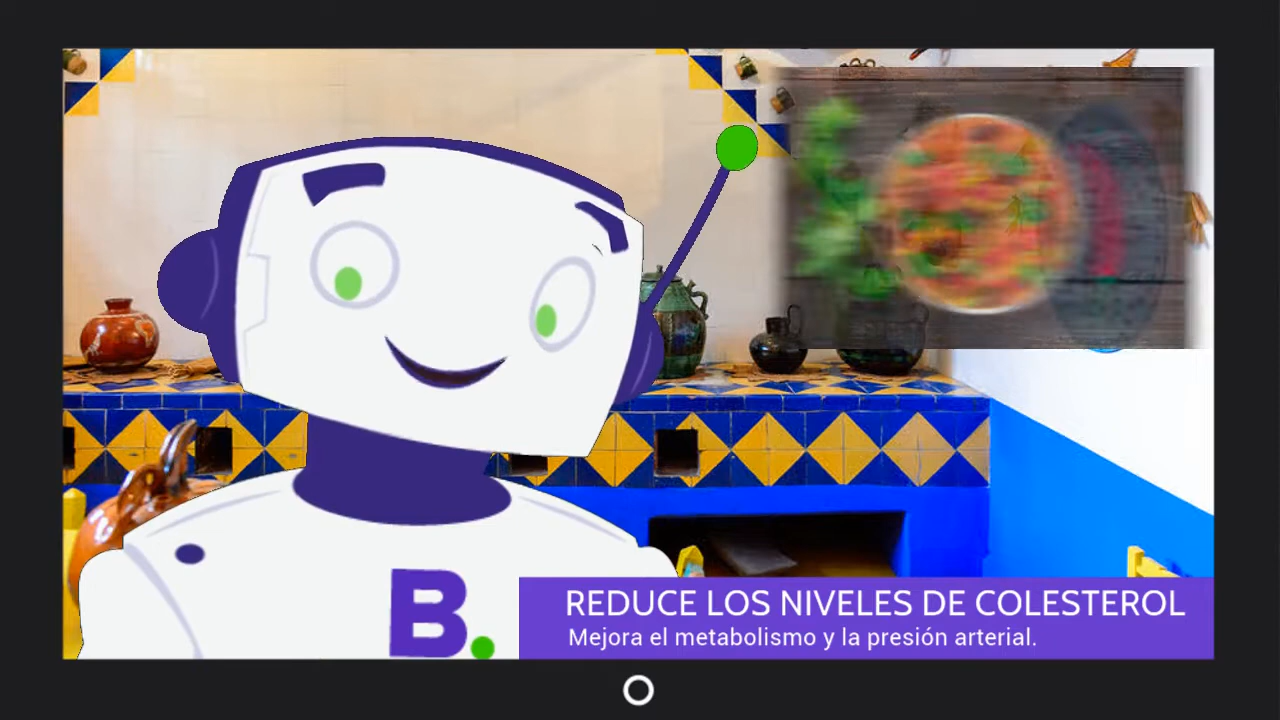 B.
REDUCE LOS NIVELES DE COLESTEROL
Mejora el metabolismo y la presión arterial.